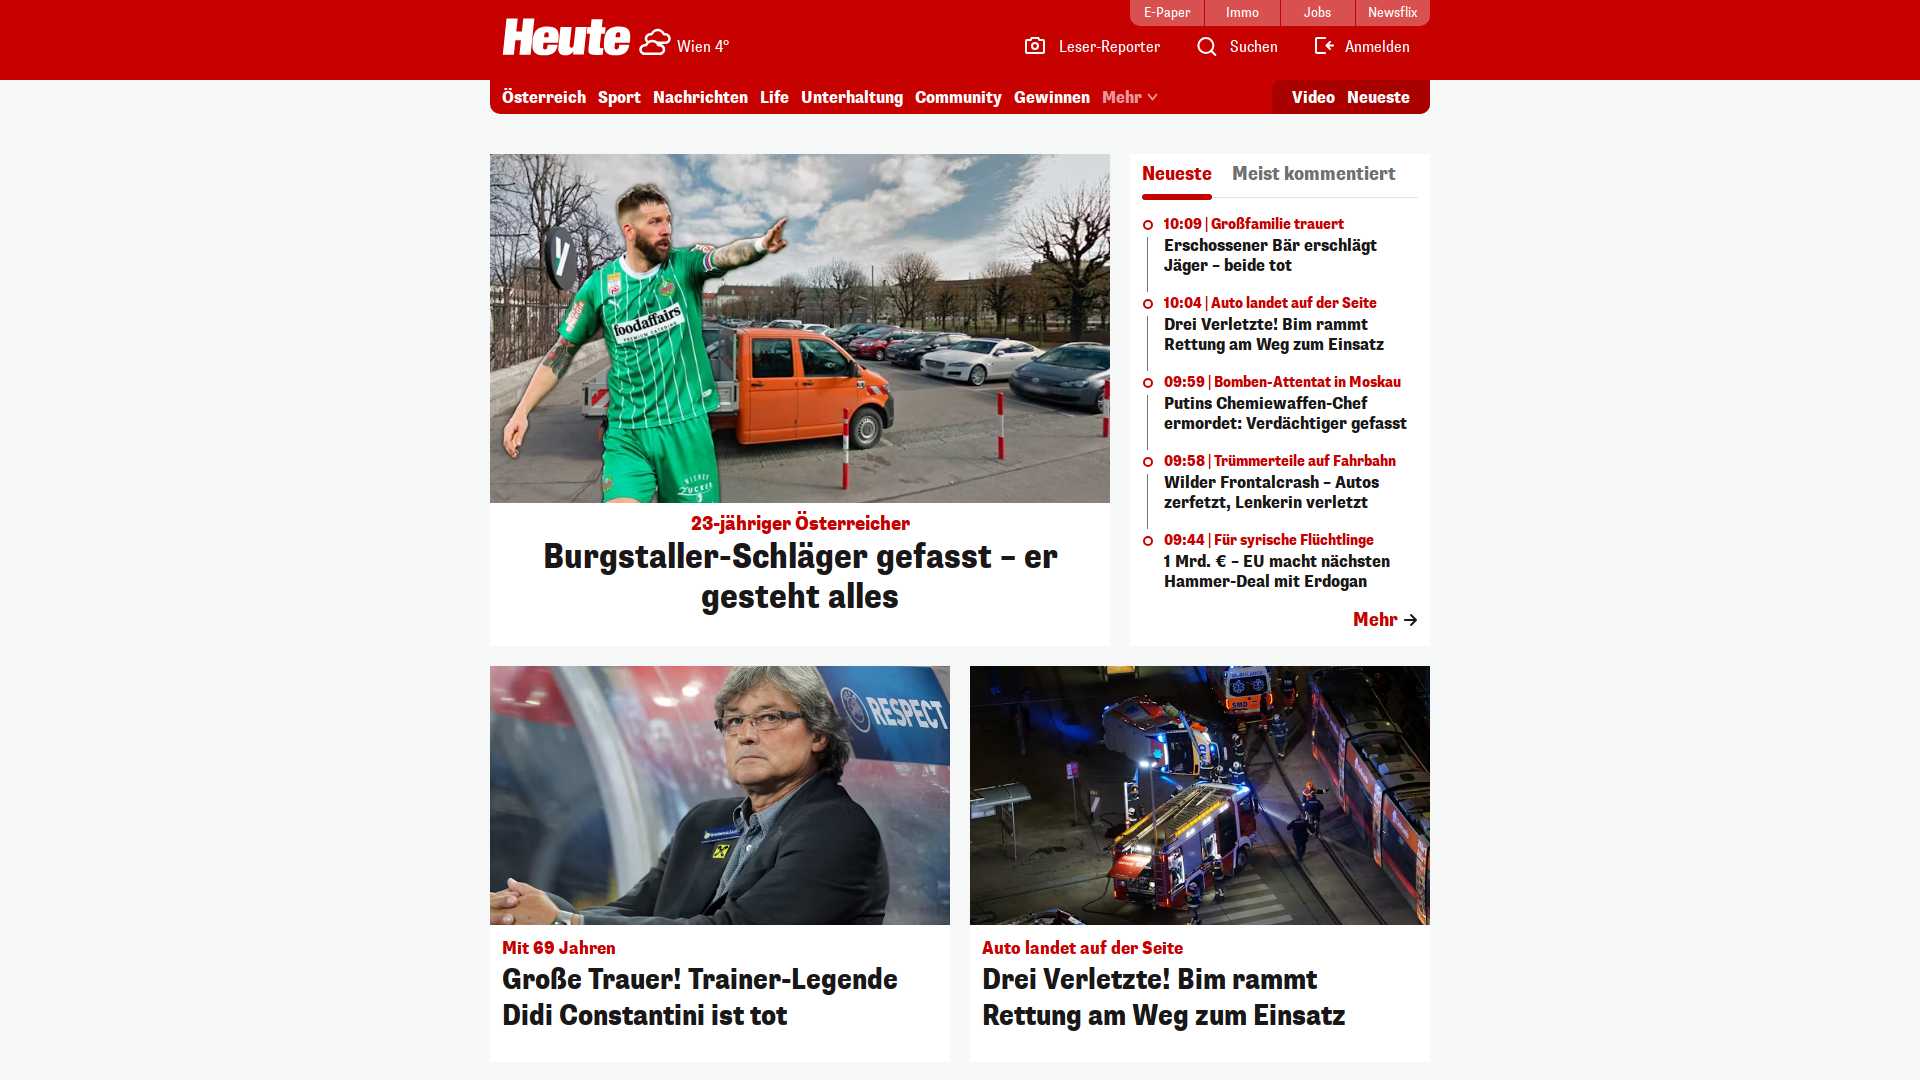 E-Paper
Immo
Jobs
Newsflix
Heute
Wien 4°
Leser-Reporter
Suchen
Anmelden
Österreich
Sport
Nachrichten
Life
Unterhaltung
Community
Gewinnen
Mehr
Video
Neueste
foodaffairs
PREMIUM CATERING
WIENER
ZUCKER
23-jähriger Österreicher
Burgstaller-Schläger gefasst – er
gesteht alles
Neueste
Meist kommentiert
10:09 | Großfamilie trauert
Erschossener Bär erschlägt
Jäger – beide tot
10:04 | Auto landet auf der Seite
Drei Verletzte! Bim rammt
Rettung am Weg zum Einsatz
09:59 | Bomben-Attentat in Moskau
Putins Chemiewaffen-Chef
ermordet: Verdächtiger gefasst
09:58 | Trümmerteile auf Fahrbahn
Wilder Frontalcrash – Autos
zerfetzt, Lenkerin verletzt
09:44 | Für syrische Flüchtlinge
1 Mrd. € – EU macht nächsten
Hammer-Deal mit Erdogan
Mehr
RESPECT
Mit 69 Jahren
Große Trauer! Trainer-Legende
Didi Constantini ist tot
SMD
Auto landet auf der Seite
Drei Verletzte! Bim rammt
Rettung am Weg zum Einsatz